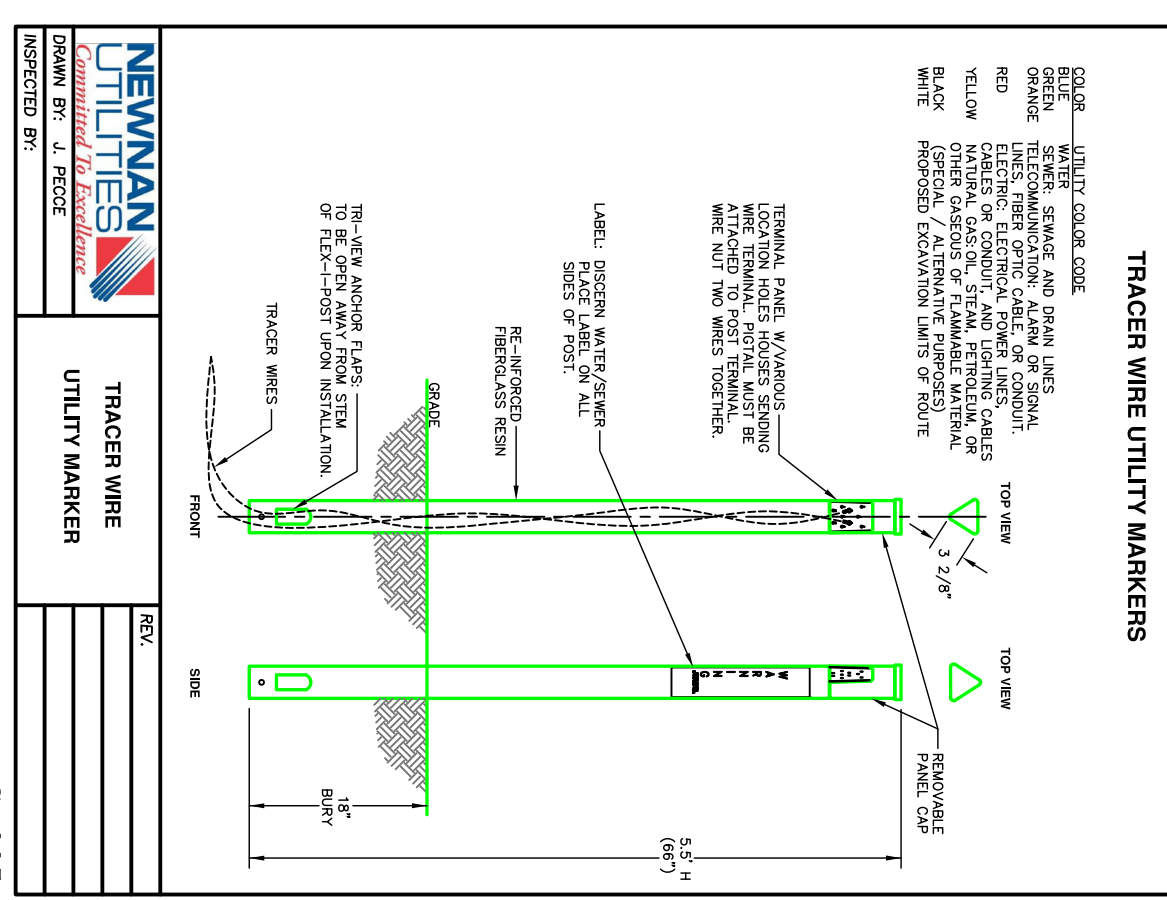 TRACER WIRE UTILITY MARKERS
COLOR UTILITY COLOR CODE
BLUE WATER
GREEN SEWER: SEWAGE AND DRAIN LINES
ORANGE TELECOMMUNICATION: ALARM OR SIGNAL
LINES, FIBER OPTIC CABLE, OR CONDUIT.
RED ELECTRIC: ELECTRICAL POWER LINES,
CABLES OR CONDUIT, AND LIGHTING CABLES
YELLOW NATURAL GAS:OIL, STEAM, PETROLEUM, OR
OTHER GASEOUS OF FLAMMABLE MATERIAL
BLACK (SPECIAL / ALTERNATIVE PURPOSES)
WHITE PROPOSED EXCAVATION LIMITS OF ROUTE
TOP VIEW
TOP VIEW
3 2/8"
REMOVABLE
PANEL CAP
TERMINAL PANEL W/VARIOUS
LOCATION HOLES HOUSES SENDING
WIRE TERMINAL. PIGTAIL MUST BE
ATTACHED TO POST TERMINAL.
WIRE NUT TWO WIRES TOGETHER.
LABEL: DISCERN WATER/SEWER
PLACE LABEL ON ALL
SIDES OF POST.
WARNING
5.5' H
(66")
RE-INFORCED
FIBERGLASS RESIN
GRADE
18"
BURY
TRI-VIEW ANCHOR FLAPS:
TO BE OPEN AWAY FROM STEM
OF FLEX-I-POST UPON INSTALLATION.
TRACER WIRES
FRONT
SIDE
NEWNAN
UTILITIES
Committed To Excellence
DRAWN BY: J. PECCE
INSPECTED BY:
TRACER WIRE
UTILITY MARKER
REV.